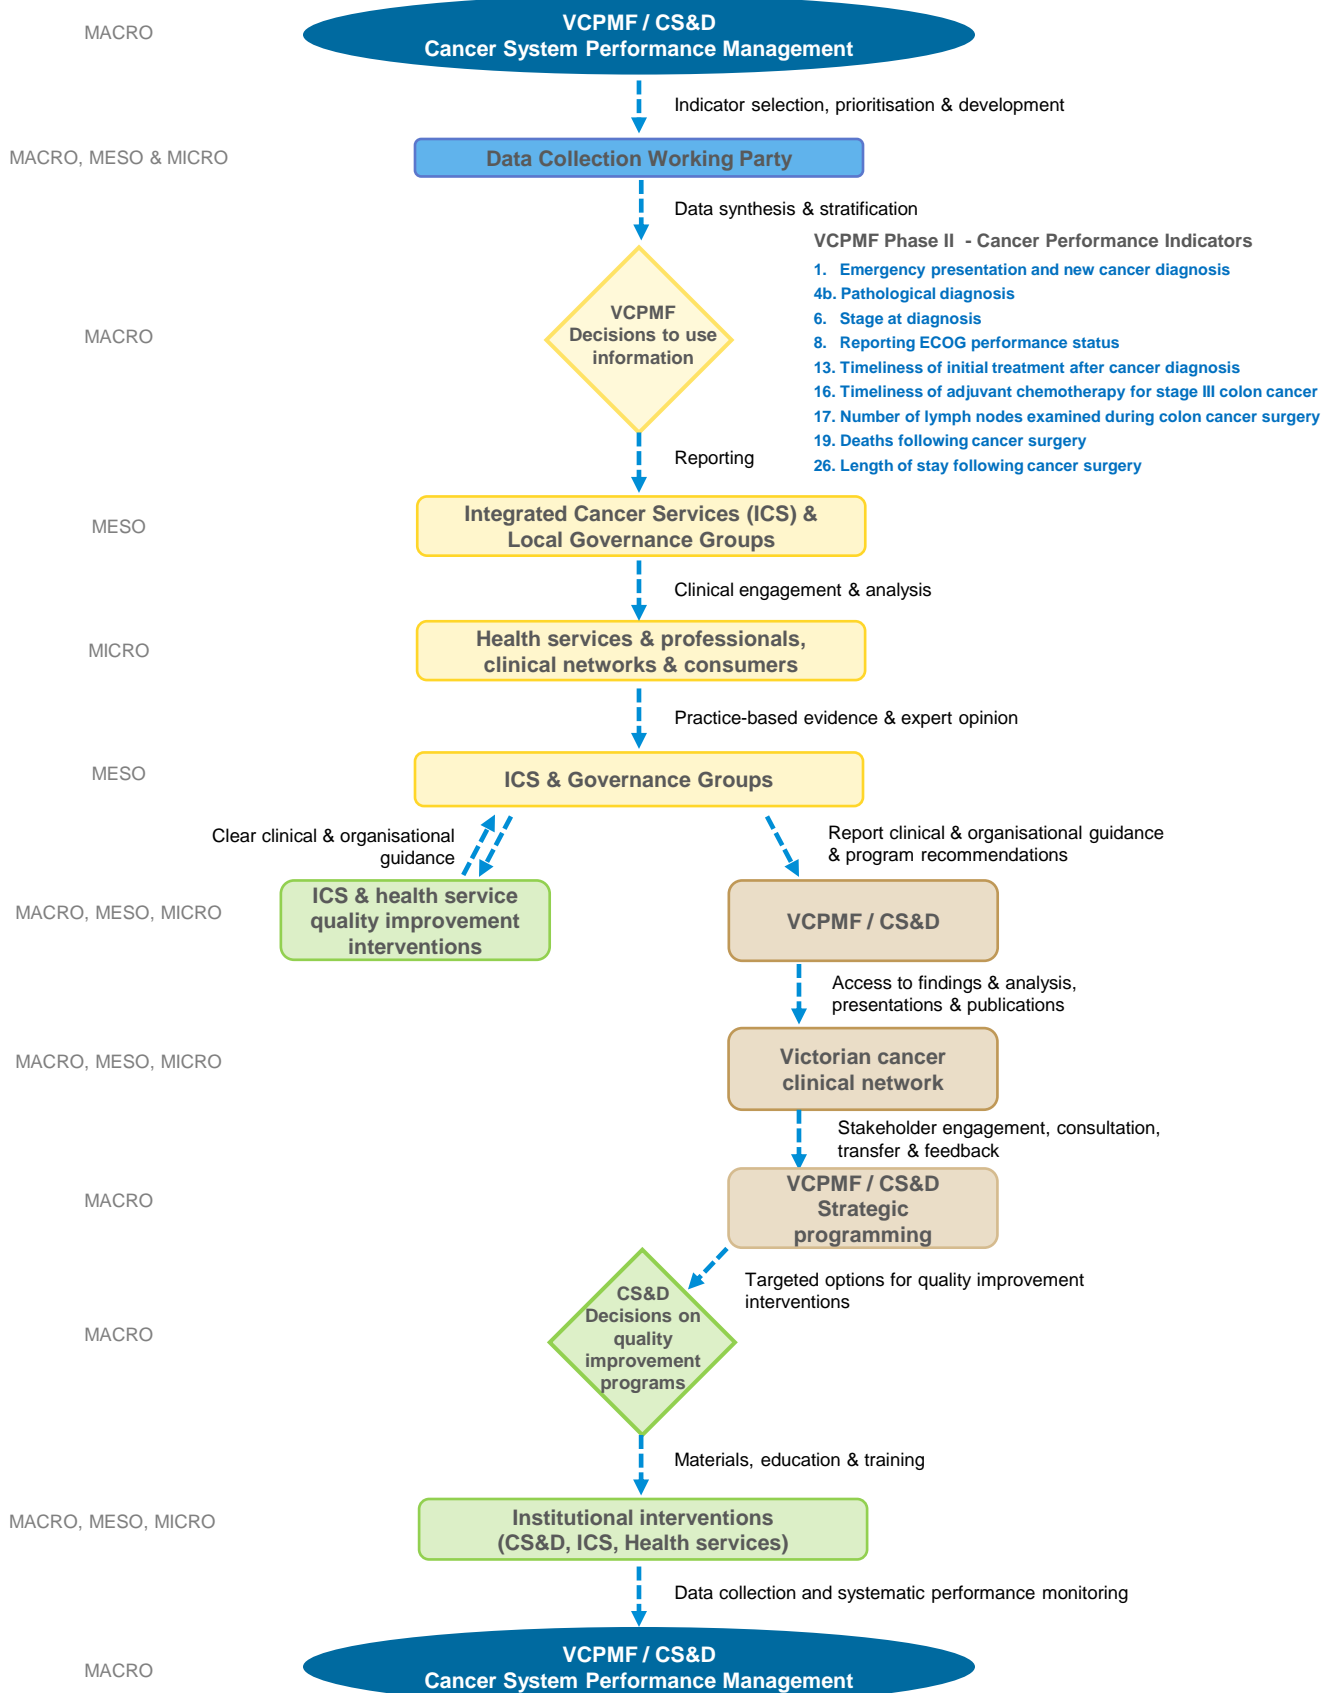 MACRO
VCPMF / CS&D
Cancer System Performance Management
Indicator selection, prioritisation & development
MACRO, MESO & MICRO
Data Collection Working Party
Data synthesis & stratification
VCPMF Phase II - Cancer Performance Indicators
1. Emergency presentation and new cancer diagnosis
4b. Pathological diagnosis
6. Stage at diagnosis
8. Reporting ECOG performance status
13. Timeliness of initial treatment after cancer diagnosis
16. Timeliness of adjuvant chemotherapy for stage III colon cancer
17. Number of lymph nodes examined during colon cancer surgery
19. Deaths following cancer surgery
26. Length of stay following cancer surgery
MACRO
VCPMF
Decisions to use
information
Reporting
MESO
Integrated Cancer Services (ICS) &
Local Governance Groups
Clinical engagement & analysis
MICRO
Health services & professionals,
clinical networks & consumers
Practice-based evidence & expert opinion
MESO
ICS & Governance Groups
Clear clinical & organisational
guidance
Report clinical & organisational guidance
& program recommendations
MACRO, MESO, MICRO
ICS & health service
quality improvement
interventions
VCPMF / CS&D
Access to findings & analysis,
presentations & publications
MACRO, MESO, MICRO
Victorian cancer
clinical network
Stakeholder engagement, consultation,
transfer & feedback
MACRO
VCPMF / CS&D
Strategic
programming
Targeted options for quality improvement
interventions
MACRO
CS&D
Decisions on
quality
improvement
programs
Materials, education & training
MACRO, MESO, MICRO
Institutional interventions
(CS&D, ICS, Health services)
Data collection and systematic performance monitoring
MACRO
VCPMF / CS&D
Cancer System Performance Management